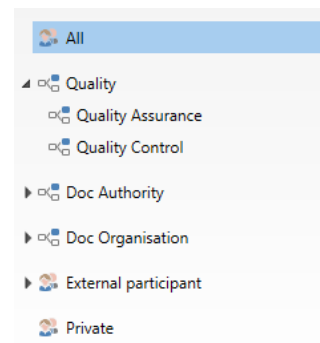 All
Quality
Quality Assurance
Quality Control
Doc Authority
Doc Organisation
External participant
Private